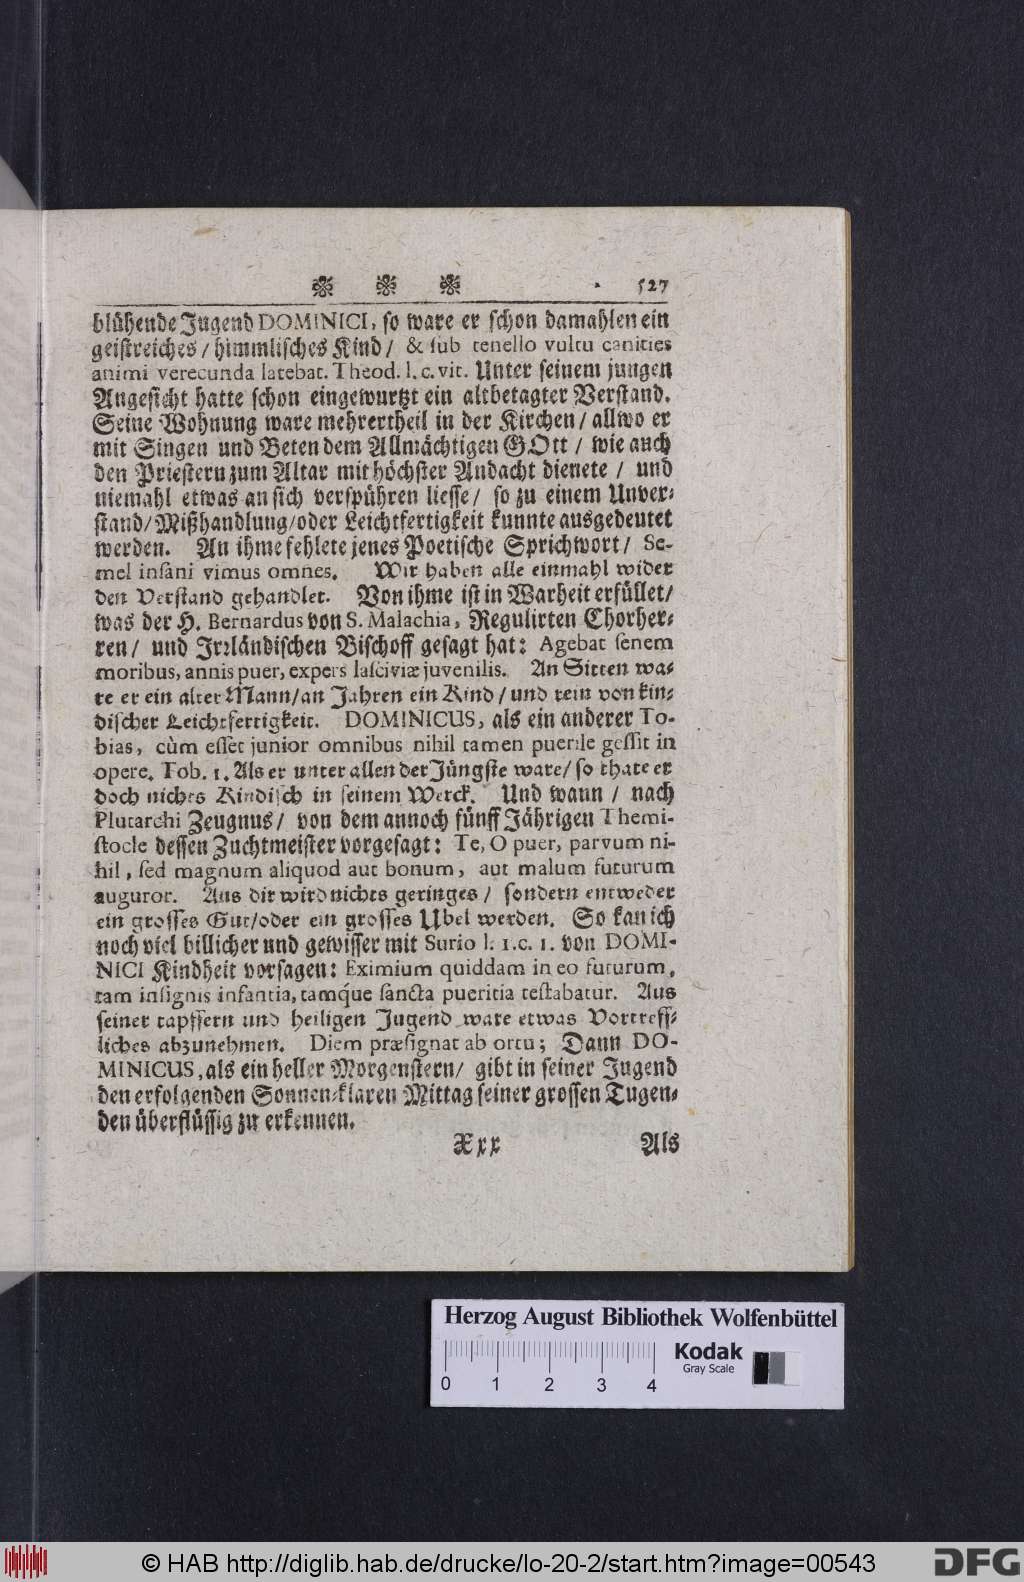 527
blühende Jugend DOMINICI, so ware er schon damahlen ein
geistreiches / himmlisches Kind / & sub tenello vultu canities
animi verecunda latebat. Theod. l. c. vit. Unter seinem jungen
Angesicht hatte schon eingewurtzt ein altbetagter Verstand.
Seine Wohnung ware mehrertheil in der Kirchen / allwo er
mit Singen und Beten dem Allmächtigen GOtt / wie auch
den Priestern zum Altar mit höchster Andacht dienete / und
niemahl etwas an sich verspühren liesse / so zu einem Unver-
stand / Mißhandlung / oder Leichtfertigkeit kunnte ausgedeutet
werden. An ihme fehlete jenes Poetische Sprichwort / Se-
mel insani vimus omnes. Wir haben alle einmahl wider
den Verstand gehandlet. Von ihme ist in Warheit erfüllet /
was der H. Bernardus von S. Malachia, Regulirten Chorher-
ren / und Irrländischen Bischoff gesagt hat: Agebat senem
moribus, annis puer, expers lasciviæ juvenilis. An Sitten wa-
re er ein alter Mann / an Jahren ein Kind / und rein von kin-
discher Leichtfertigkeit. DOMINICUS, als ein anderer To-
bias, cùm esset junior omnibus nihil tamen puerile gessit in
opere. Tob. 1. Als er unter allen der Jüngste ware / so thate er
doch nichts Kindisch in seinem Werck. Und wann / nach
Plutarchi Zeugnus / von dem annoch fünff Jährigen Themi-
stocle dessen Zuchtmeister vorgesagt: Te, O puer, parvum ni-
hil, sed magnum aliquod aut bonum, aut malum futurum
auguror. Aus dir wird nichts geringes / sondern entweder
ein grosses Gut / oder ein grosses Ubel werden. So kan ich
noch viel billicher und gewisser mit Surio l. 1. c. 1. von DOMI-
NICI Kindheit vorsagen: Eximium quiddam in eo futurum,
tam insignis infantia, tamq́ue sancta pueritia testabatur. Aus
seiner tapffern und heiligen Jugend ware etwas Vortreff-
liches abzunehmen. Diem præsignat ab ortu; Dann DO-
MINICUS, als ein heller Morgenstern / gibt in seiner Jugend
den erfolgenden Sonnen-klaren Mittag seiner grossen Tugen-
den überflüssig zu erkennen.
Xxx Als
Herzog August Bibliothek Wolfenbüttel
Kodak
Gray Scale
0 1 2 3 4
© HAB http://diglib.hab.de/drucke/lo-20-2/start.htm?image=00543
DFG